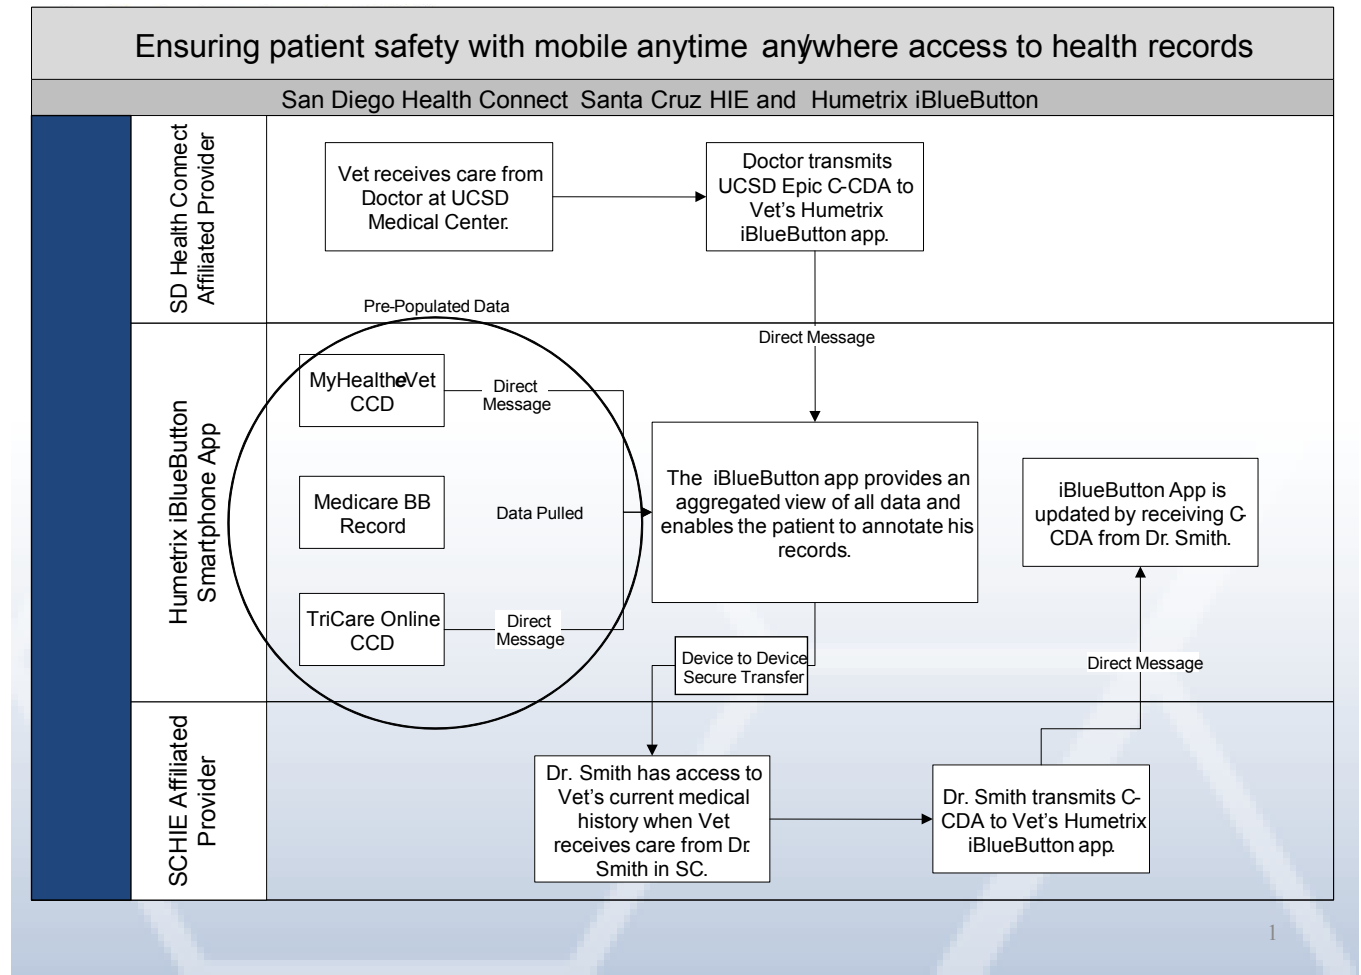 Ensuring patient safety with mobile anytime anywhere access to health records
San Diego Health Connect Santa Cruz HIE and Humetrix iBlueButton
SD Health Connect
Affiliated Provider
Vet receives care from
Doctor at UCSD
Medical Center.
Doctor transmits
UCSD Epic C-CDA to
Vet's Humetrix
iBlueButton app.
Pre-Populated Data
Direct Message
Humetrix iBlueButton
Smartphone App
MyHealtheVet
CCD
Direct
Message
Medicare BB
Record
Data Pulled
TriCare Online
CCD
Direct
Message
The iBlueButton app provides an
aggregated view of all data and
enables the patient to annotate his
records.
iBlueButton App is
updated by receiving C-
CDA from Dr. Smith.
Device to Device
Secure Transfer
Direct Message
SCHIE Affiliated
Provider
Dr. Smith has access to
Vet's current medical
history when Vet
receives care from Dr.
Smith in SC.
Dr. Smith transmits C-
CDA to Vet's Humetrix
iBlueButton app.
1